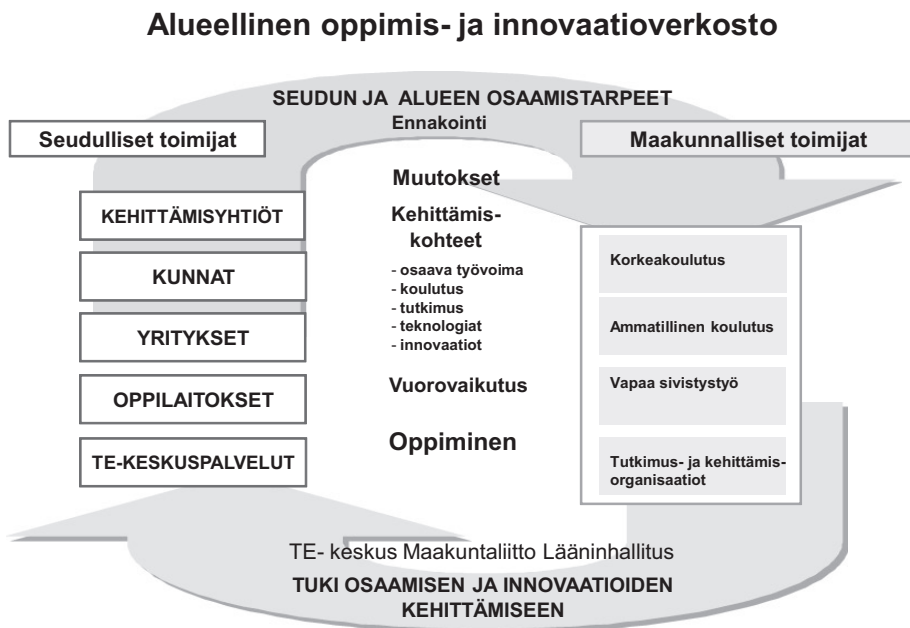 Alueellinen oppimis- ja innovaatioverkosto
SEUDUN JA ALUEEN OSAAMISTARPEET
Ennakointi
Seudulliset toimijat
Maakunnalliset toimijat
KEHITTÄMISYHTIÖT
KUNNAT
YRITYKSET
OPPILAITOKSET
TE-KESKUSPALVELUT
Muutokset
Kehittämis-
kohteet
- osaava työvoima
- koulutus
- tutkimus
- teknologiat
- innovaatiot
Vuorovaikutus
Oppiminen
Korkeakoulutus
Ammatillinen koulutus
Vapaa sivistystyö
Tutkimus- ja kehittämis-
organisaatiot
TE- keskus Maakuntaliitto Lääninhallitus
TUKI OSAAMISEN JA INNOVAATIOIDEN
KEHITTÄMISEEN